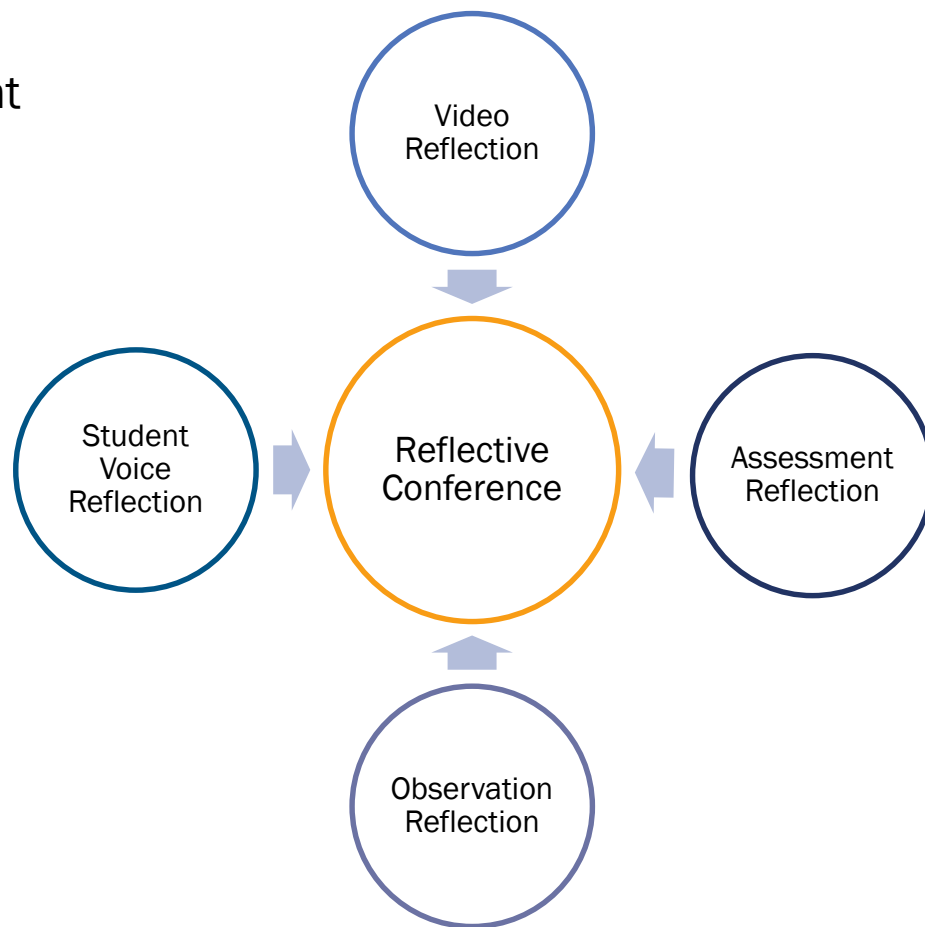 Video
Reflection
Student
Voice
Reflection
Reflective
Conference
Assessment
Reflection
Observation
Reflection